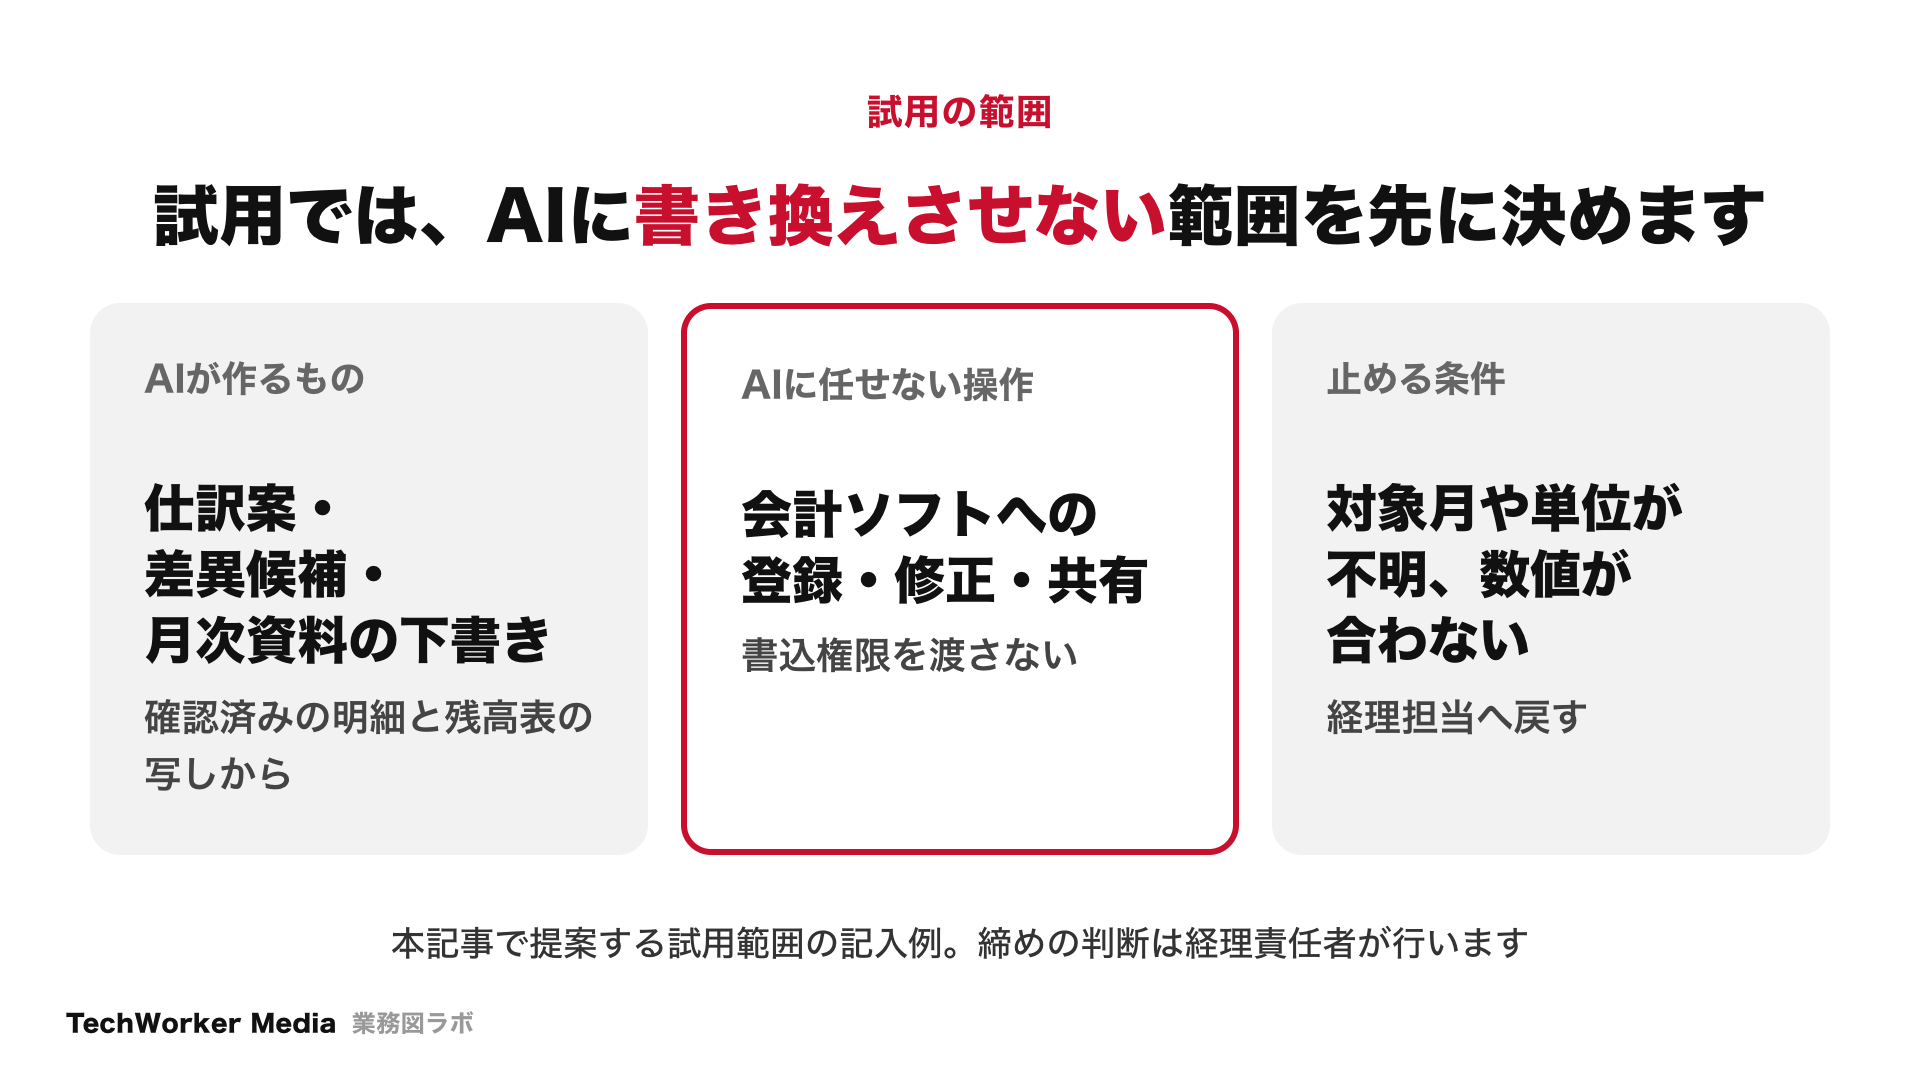 試用の範囲
試用では、AIに書き換えさせない範囲を先に決めます
AIが作るもの
仕訳案・
差異候補・
月次資料の下書き
確認済みの明細と残高表の
写しから
AIに任せない操作
会計ソフトへの
登録・修正・共有
書込権限を渡さない
止める条件
対象月や単位が
不明、数値が
合わない
経理担当へ戻す
本記事で提案する試用範囲の記入例。締めの判断は経理責任者が行います
TechWorker Media 業務図ラボ